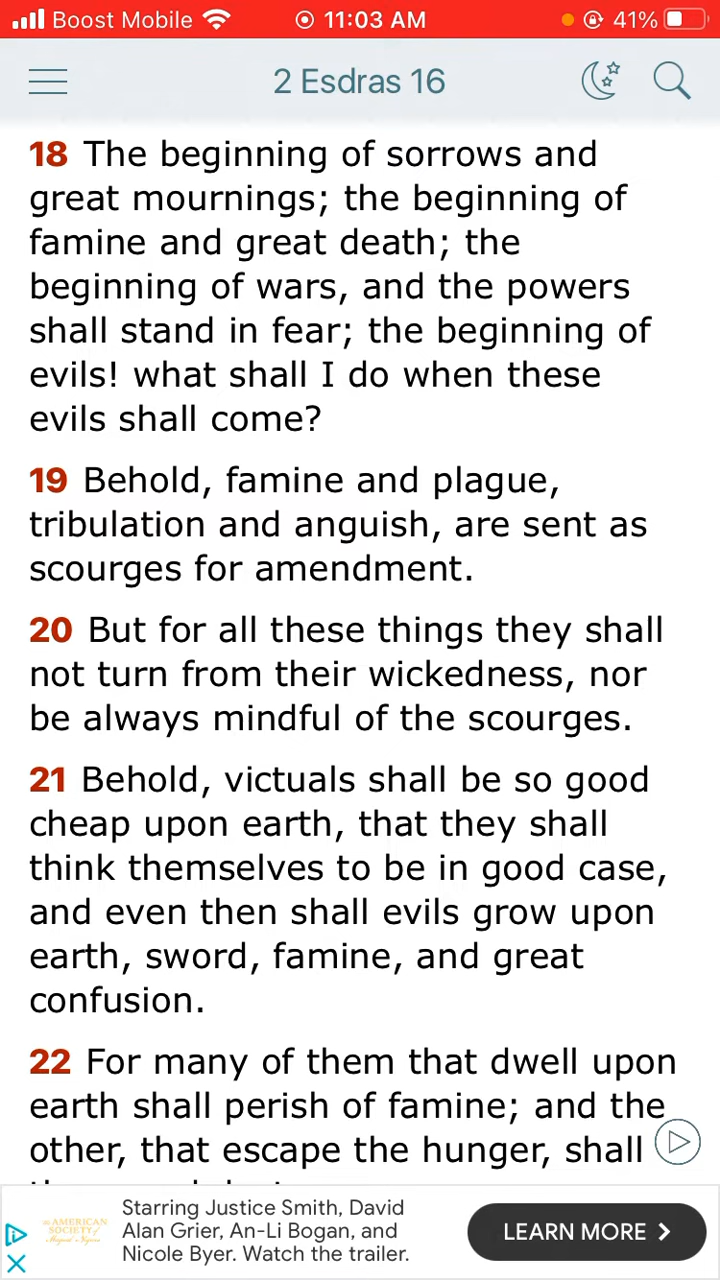 Boost Mobile 11:03 AM 41%
2 Esdras 16
18 The beginning of sorrows and
great mournings; the beginning of
famine and great death; the
beginning of wars, and the powers
shall stand in fear; the beginning of
evils! what shall I do when these
evils shall come?
19 Behold, famine and plague,
tribulation and anguish, are sent as
scourges for amendment.
20 But for all these things they shall
not turn from their wickedness, nor
be always mindful of the scourges.
21 Behold, victuals shall be so good
cheap upon earth, that they shall
think themselves to be in good case,
and even then shall evils grow upon
earth, sword, famine, and great
confusion.
22 For many of them that dwell upon
earth shall perish of famine; and the
other, that escape the hunger, shall
Starring Justice Smith, David
Alan Grier, An-Li Bogan, and
Nicole Byer. Watch the trailer.
AMERICAN
SOCIETY of
LEARN MORE